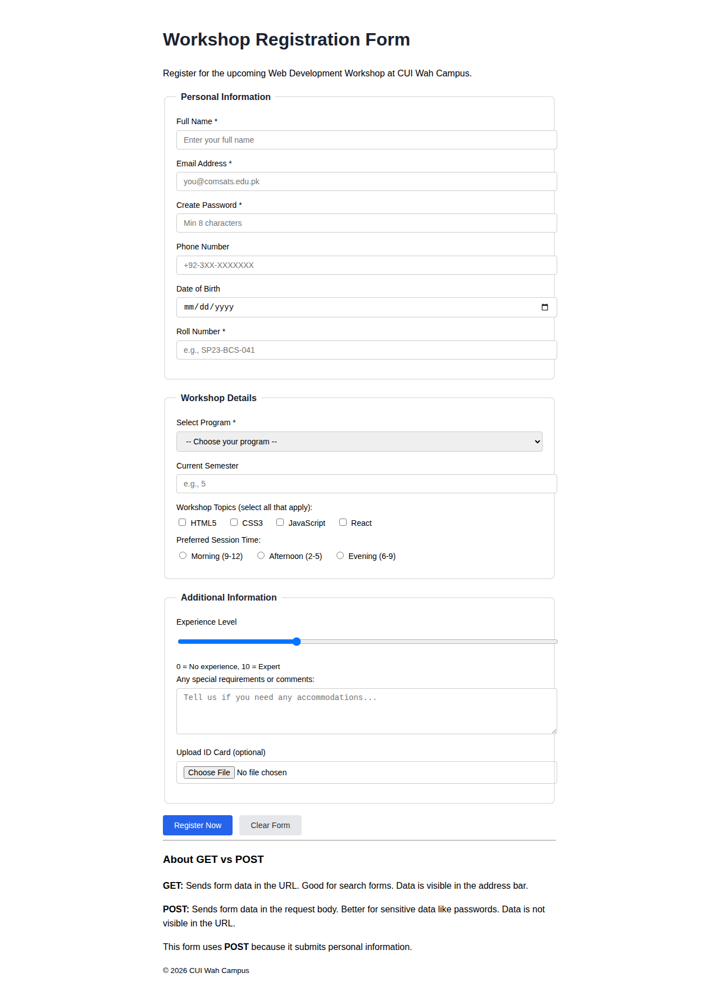 Workshop Registration Form
Register for the upcoming Web Development Workshop at CUI Wah Campus.
Personal Information
Full Name *
Enter your full name
Email Address *
you@comsats.edu.pk
Create Password *
Min 8 characters
Phone Number
+92-3XX-XXXXXXX
Date of Birth
mm/dd/yyyy
Roll Number *
e.g., SP23-BCS-041
Workshop Details
Select Program *
-- Choose your program --
Current Semester
e.g., 5
Workshop Topics (select all that apply):
HTML5 CSS3 JavaScript React
Preferred Session Time:
Morning (9-12) Afternoon (2-5) Evening (6-9)
Additional Information
Experience Level
0 = No experience, 10 = Expert
Any special requirements or comments:
Tell us if you need any accommodations...
Upload ID Card (optional)
Choose File No file chosen
Register Now Clear Form
About GET vs POST
GET: Sends form data in the URL. Good for search forms. Data is visible in the address bar.
POST: Sends form data in the request body. Better for sensitive data like passwords. Data is not
visible in the URL.
This form uses POST because it submits personal information.
© 2026 CUI Wah Campus